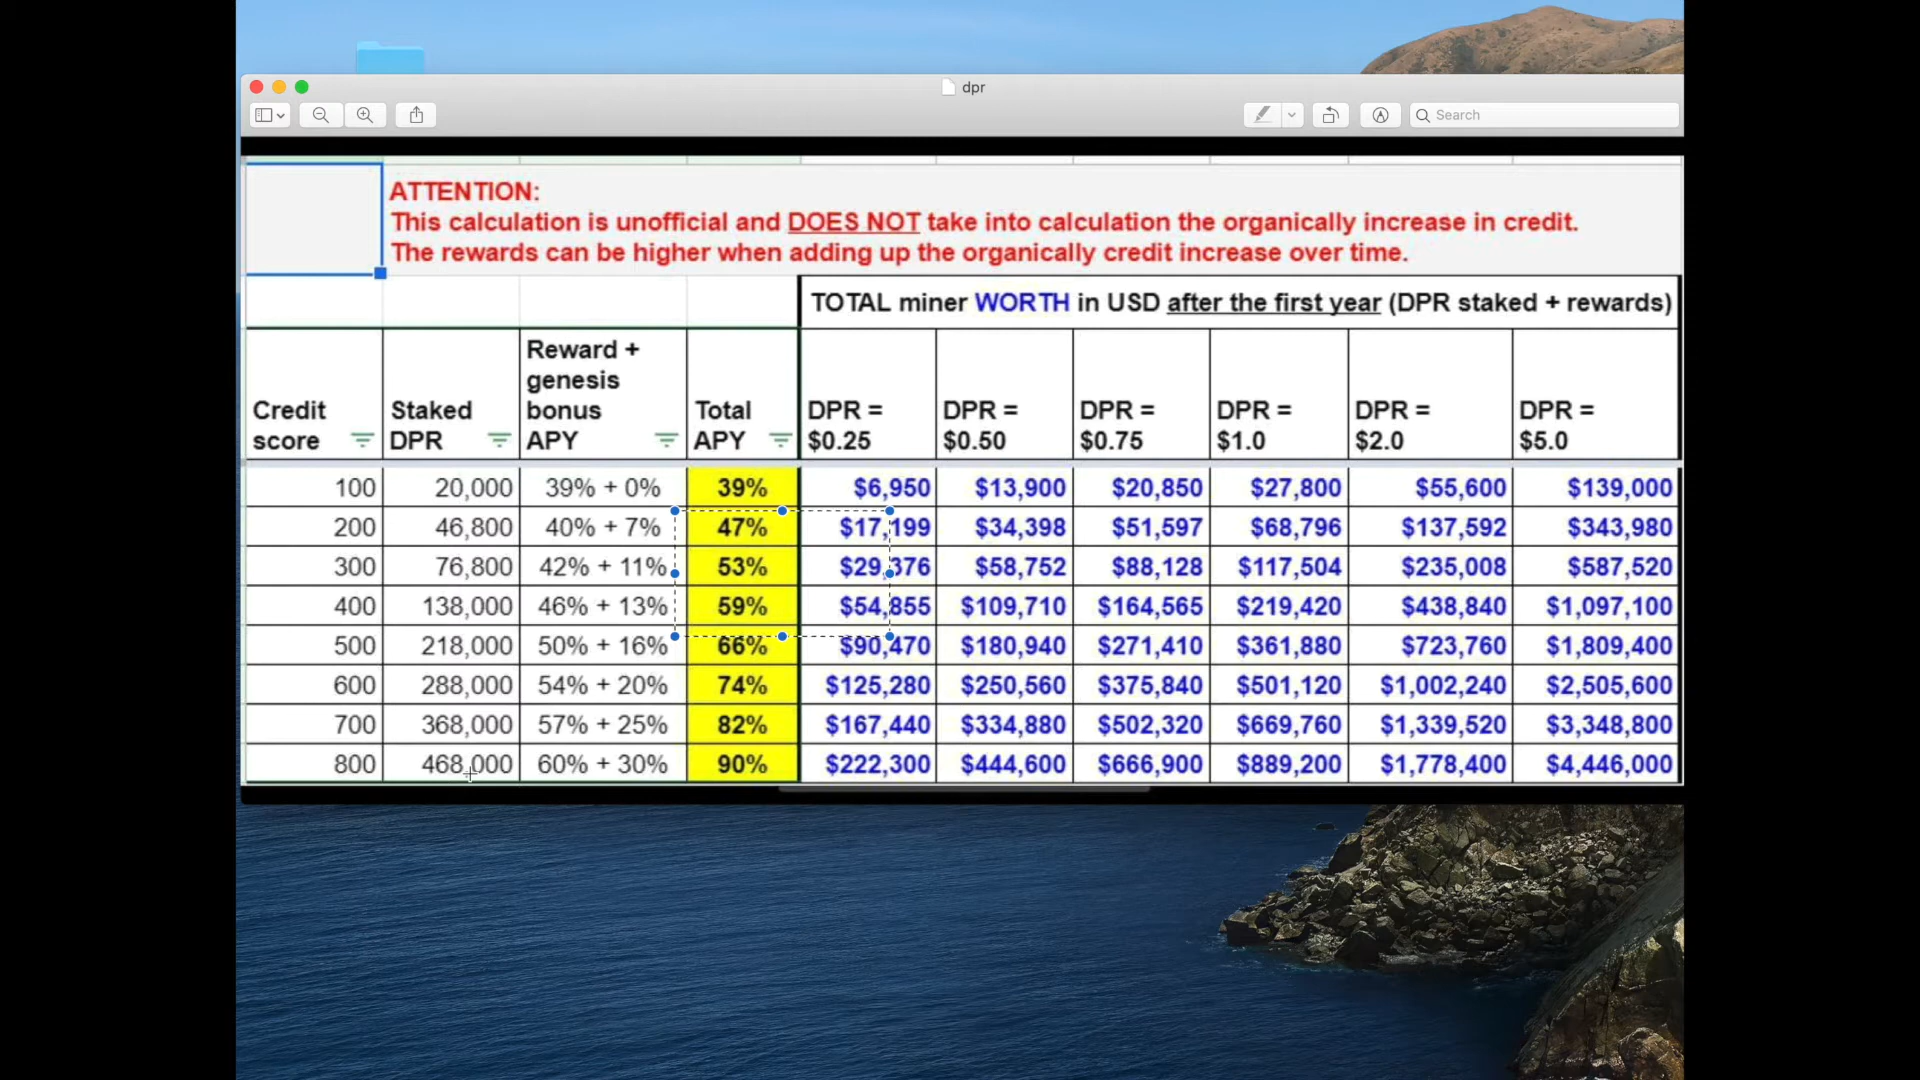 dpr
Search
ATTENTION:
This calculation is unofficial and DOES NOT take into calculation the organically increase in credit.
The rewards can be higher when adding up the organically credit increase over time.
TOTAL miner WORTH in USD after the first year (DPR staked + rewards)
Credit score Staked DPR Reward + genesis bonus APY Total APY DPR = $0.25 DPR = $0.50 DPR = $0.75 DPR = $1.0 DPR = $2.0 DPR = $5.0
100 20,000 39% + 0% 39% $6,950 $13,900 $20,850 $27,800 $55,600 $139,000
200 46,800 40% + 7% 47% $17,199 $34,398 $51,597 $68,796 $137,592 $343,980
300 76,800 42% + 11% 53% $29,376 $58,752 $88,128 $117,504 $235,008 $587,520
400 138,000 46% + 13% 59% $54,855 $109,710 $164,565 $219,420 $438,840 $1,097,100
500 218,000 50% + 16% 66% $90,470 $180,940 $271,410 $361,880 $723,760 $1,809,400
600 288,000 54% + 20% 74% $125,280 $250,560 $375,840 $501,120 $1,002,240 $2,505,600
700 368,000 57% + 25% 82% $167,440 $334,880 $502,320 $669,760 $1,339,520 $3,348,800
800 468,000 60% + 30% 90% $222,300 $444,600 $666,900 $889,200 $1,778,400 $4,446,000